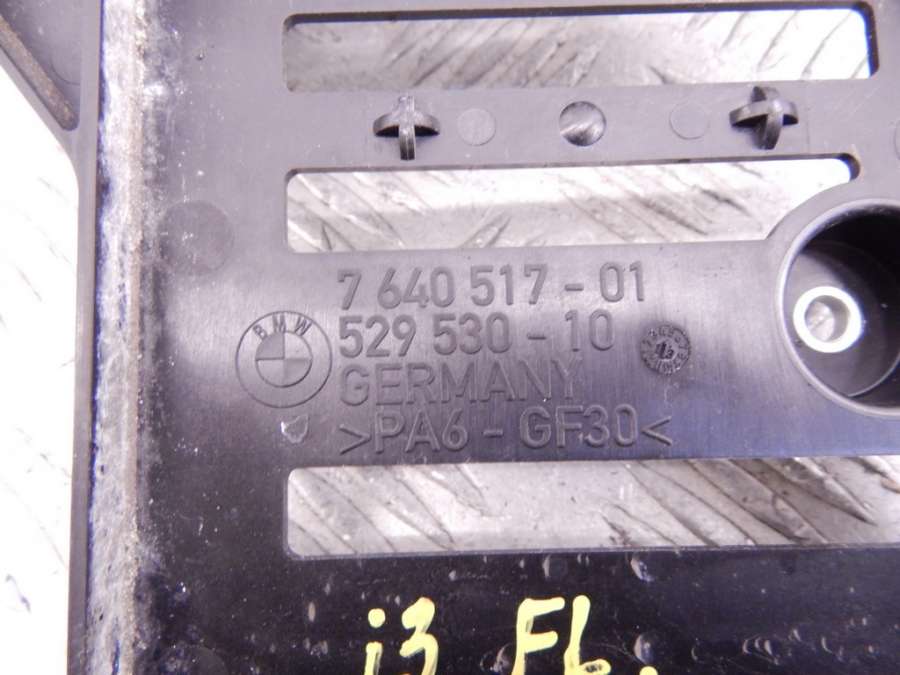 7 640 517 - 01
BMW
529 530 - 10
GERMANY
>PA6 - GF30<
i3 FL.